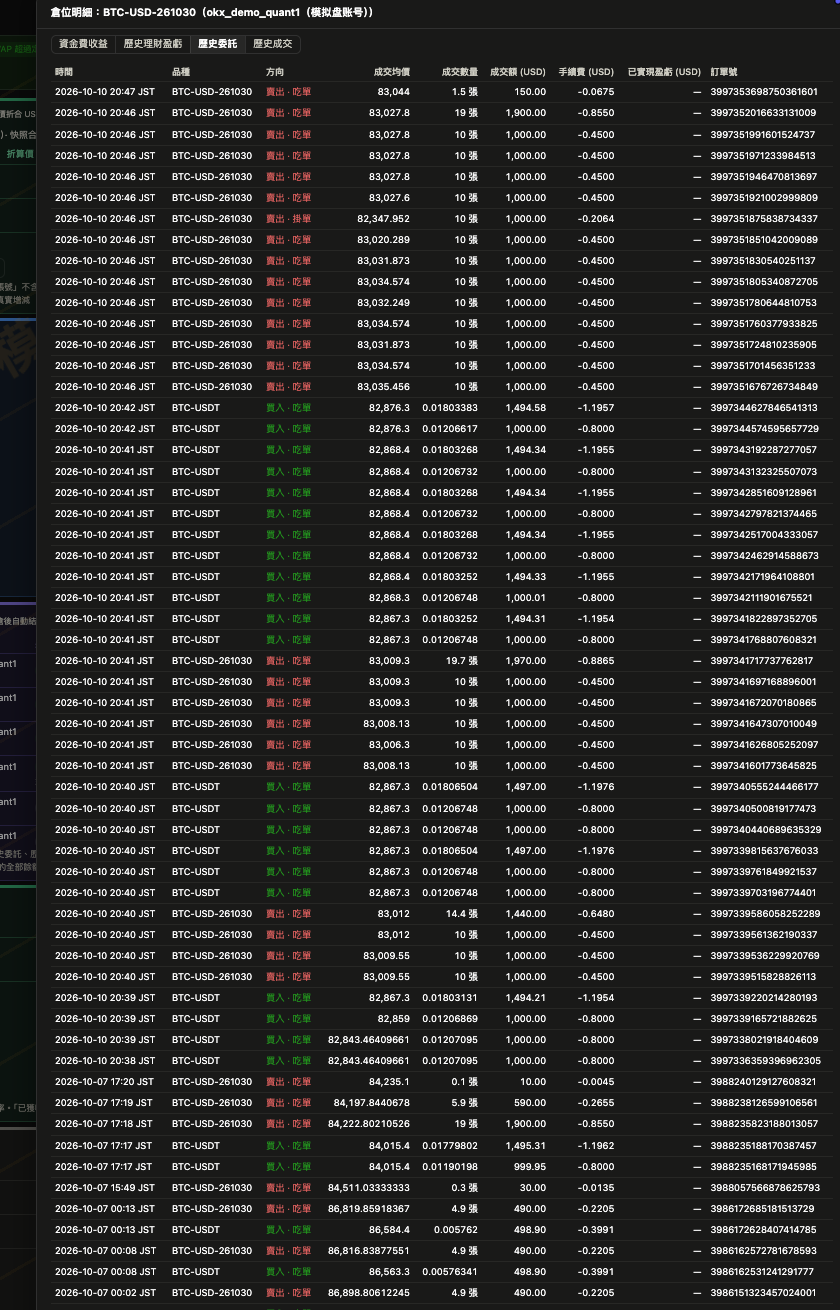 倉位明細：BTC-USD-261030（okx_demo_quant1（模拟盘账号））
資金費收益 歷史理財盈虧 歷史委託 歷史成交
時間 品種 方向 成交均價 成交數量 成交額 (USD) 手續費 (USD) 已實現盈虧 (USD) 訂單號
2026-10-10 20:47 JST BTC-USD-261030 賣出 · 吃單 83,044 1.5 張 150.00 -0.0675 — 3997353698750361601
2026-10-10 20:46 JST BTC-USD-261030 賣出 · 吃單 83,027.8 19 張 1,900.00 -0.8550 — 3997352016633131009
2026-10-10 20:46 JST BTC-USD-261030 賣出 · 吃單 83,027.8 10 張 1,000.00 -0.4500 — 3997351991601524737
2026-10-10 20:46 JST BTC-USD-261030 賣出 · 吃單 83,027.8 10 張 1,000.00 -0.4500 — 3997351971233984513
2026-10-10 20:46 JST BTC-USD-261030 賣出 · 吃單 83,027.8 10 張 1,000.00 -0.4500 — 3997351946470813697
2026-10-10 20:46 JST BTC-USD-261030 賣出 · 吃單 83,027.6 10 張 1,000.00 -0.4500 — 3997351921002999809
2026-10-10 20:46 JST BTC-USD-261030 賣出 · 掛單 82,347.952 10 張 1,000.00 -0.2064 — 3997351875838734337
2026-10-10 20:46 JST BTC-USD-261030 賣出 · 吃單 83,020.289 10 張 1,000.00 -0.4500 — 3997351851042009089
2026-10-10 20:46 JST BTC-USD-261030 賣出 · 吃單 83,031.873 10 張 1,000.00 -0.4500 — 3997351830540251137
2026-10-10 20:46 JST BTC-USD-261030 賣出 · 吃單 83,034.574 10 張 1,000.00 -0.4500 — 3997351805340872705
2026-10-10 20:46 JST BTC-USD-261030 賣出 · 吃單 83,032.249 10 張 1,000.00 -0.4500 — 3997351780644810753
2026-10-10 20:46 JST BTC-USD-261030 賣出 · 吃單 83,034.574 10 張 1,000.00 -0.4500 — 3997351760377933825
2026-10-10 20:46 JST BTC-USD-261030 賣出 · 吃單 83,031.873 10 張 1,000.00 -0.4500 — 3997351724810235905
2026-10-10 20:46 JST BTC-USD-261030 賣出 · 吃單 83,034.574 10 張 1,000.00 -0.4500 — 3997351701456351233
2026-10-10 20:46 JST BTC-USD-261030 賣出 · 吃單 83,035.456 10 張 1,000.00 -0.4500 — 3997351676726734849
2026-10-10 20:42 JST BTC-USDT 買入 · 吃單 82,876.3 0.01803383 1,494.58 -1.1957 — 3997344627846541313
2026-10-10 20:42 JST BTC-USDT 買入 · 吃單 82,876.3 0.01206617 1,000.00 -0.8000 — 3997344574595657729
2026-10-10 20:41 JST BTC-USDT 買入 · 吃單 82,868.4 0.01803268 1,494.34 -1.1955 — 3997343192287277057
2026-10-10 20:41 JST BTC-USDT 買入 · 吃單 82,868.4 0.01206732 1,000.00 -0.8000 — 3997343132325507073
2026-10-10 20:41 JST BTC-USDT 買入 · 吃單 82,868.4 0.01803268 1,494.34 -1.1955 — 3997342851609128961
2026-10-10 20:41 JST BTC-USDT 買入 · 吃單 82,868.4 0.01206732 1,000.00 -0.8000 — 3997342797821374465
2026-10-10 20:41 JST BTC-USDT 買入 · 吃單 82,868.4 0.01803268 1,494.34 -1.1955 — 3997342517004333057
2026-10-10 20:41 JST BTC-USDT 買入 · 吃單 82,868.4 0.01206732 1,000.00 -0.8000 — 3997342462914588673
2026-10-10 20:41 JST BTC-USDT 買入 · 吃單 82,868.4 0.01803252 1,494.33 -1.1955 — 3997342171964108801
2026-10-10 20:41 JST BTC-USDT 買入 · 吃單 82,868.4 0.01206748 1,000.01 -0.8000 — 3997342111901675521
2026-10-10 20:41 JST BTC-USDT 買入 · 吃單 82,867.3 0.01803252 1,494.31 -1.1954 — 3997341822897352705
2026-10-10 20:41 JST BTC-USDT 買入 · 吃單 82,867.3 0.01206748 1,000.00 -0.8000 — 3997341768807608321
2026-10-10 20:41 JST BTC-USD-261030 賣出 · 吃單 83,009.3 19.7 張 1,970.00 -0.8865 — 3997341717737762817
2026-10-10 20:41 JST BTC-USD-261030 賣出 · 吃單 83,009.3 10 張 1,000.00 -0.4500 — 3997341697168896001
2026-10-10 20:41 JST BTC-USD-261030 賣出 · 吃單 83,009.3 10 張 1,000.00 -0.4500 — 3997341672070180865
2026-10-10 20:41 JST BTC-USD-261030 賣出 · 吃單 83,008.13 10 張 1,000.00 -0.4500 — 3997341647307010049
2026-10-10 20:41 JST BTC-USD-261030 賣出 · 吃單 83,006.3 10 張 1,000.00 -0.4500 — 3997341626805252097
2026-10-10 20:41 JST BTC-USD-261030 賣出 · 吃單 83,008.13 10 張 1,000.00 -0.4500 — 3997341601773645825
2026-10-10 20:40 JST BTC-USDT 買入 · 吃單 82,867.3 0.01806504 1,497.00 -1.1976 — 3997340555244466177
2026-10-10 20:40 JST BTC-USDT 買入 · 吃單 82,867.3 0.01206748 1,000.00 -0.8000 — 3997340500819177473
2026-10-10 20:40 JST BTC-USDT 買入 · 吃單 82,867.3 0.01206748 1,000.00 -0.8000 — 3997340440689635329
2026-10-10 20:40 JST BTC-USDT 買入 · 吃單 82,867.3 0.01806504 1,497.00 -1.1976 — 3997339815637676033
2026-10-10 20:40 JST BTC-USDT 買入 · 吃單 82,867.3 0.01206748 1,000.00 -0.8000 — 3997339761849921537
2026-10-10 20:40 JST BTC-USDT 買入 · 吃單 82,867.3 0.01206748 1,000.00 -0.8000 — 3997339703196774401
2026-10-10 20:40 JST BTC-USD-261030 賣出 · 吃單 83,012 14.4 張 1,440.00 -0.6480 — 3997339586058252289
2026-10-10 20:40 JST BTC-USD-261030 賣出 · 吃單 83,012 10 張 1,000.00 -0.4500 — 3997339561362190337
2026-10-10 20:40 JST BTC-USD-261030 賣出 · 吃單 83,009.55 10 張 1,000.00 -0.4500 — 3997339536229920769
2026-10-10 20:40 JST BTC-USD-261030 賣出 · 吃單 83,009.55 10 張 1,000.00 -0.4500 — 3997339515828826113
2026-10-10 20:39 JST BTC-USDT 買入 · 吃單 82,867.3 0.01803131 1,494.21 -1.1954 — 3997339220214280193
2026-10-10 20:39 JST BTC-USDT 買入 · 吃單 82,859 0.01206869 1,000.00 -0.8000 — 3997339165721882625
2026-10-10 20:39 JST BTC-USDT 買入 · 吃單 82,843.46409661 0.01207095 1,000.00 -0.8000 — 3997338021918404609
2026-10-10 20:38 JST BTC-USDT 買入 · 吃單 82,843.46409661 0.01207095 1,000.00 -0.8000 — 3997336359396962305
2026-10-07 17:20 JST BTC-USD-261030 賣出 · 吃單 84,235.1 0.1 張 10.00 -0.0045 — 3988240129127608321
2026-10-07 17:19 JST BTC-USD-261030 賣出 · 吃單 84,197.8440678 5.9 張 590.00 -0.2655 — 3988238126599106561
2026-10-07 17:18 JST BTC-USD-261030 賣出 · 吃單 84,222.80210526 19 張 1,900.00 -0.8550 — 3988235823188013057
2026-10-07 17:17 JST BTC-USDT 買入 · 吃單 84,015.4 0.01779802 1,495.31 -1.1962 — 3988235188170387457
2026-10-07 17:17 JST BTC-USDT 買入 · 吃單 84,015.4 0.01190198 999.95 -0.8000 — 3988235168171945985
2026-10-07 15:49 JST BTC-USD-261030 賣出 · 吃單 84,511.03333333 0.3 張 30.00 -0.0135 — 3988057566878625793
2026-10-07 00:13 JST BTC-USD-261030 賣出 · 吃單 86,819.85918367 4.9 張 490.00 -0.2205 — 3986172685181513729
2026-10-07 00:13 JST BTC-USDT 買入 · 吃單 86,584.4 0.005762 498.90 -0.3991 — 3986172628407414785
2026-10-07 00:08 JST BTC-USD-261030 賣出 · 吃單 86,816.83877551 4.9 張 490.00 -0.2205 — 3986162572781678593
2026-10-07 00:08 JST BTC-USDT 買入 · 吃單 86,563.3 0.00576341 498.90 -0.3991 — 3986162531241291777
2026-10-07 00:02 JST BTC-USD-261030 賣出 · 吃單 86,898.80612245 4.9 張 490.00 -0.2205 — 3986151323457024001